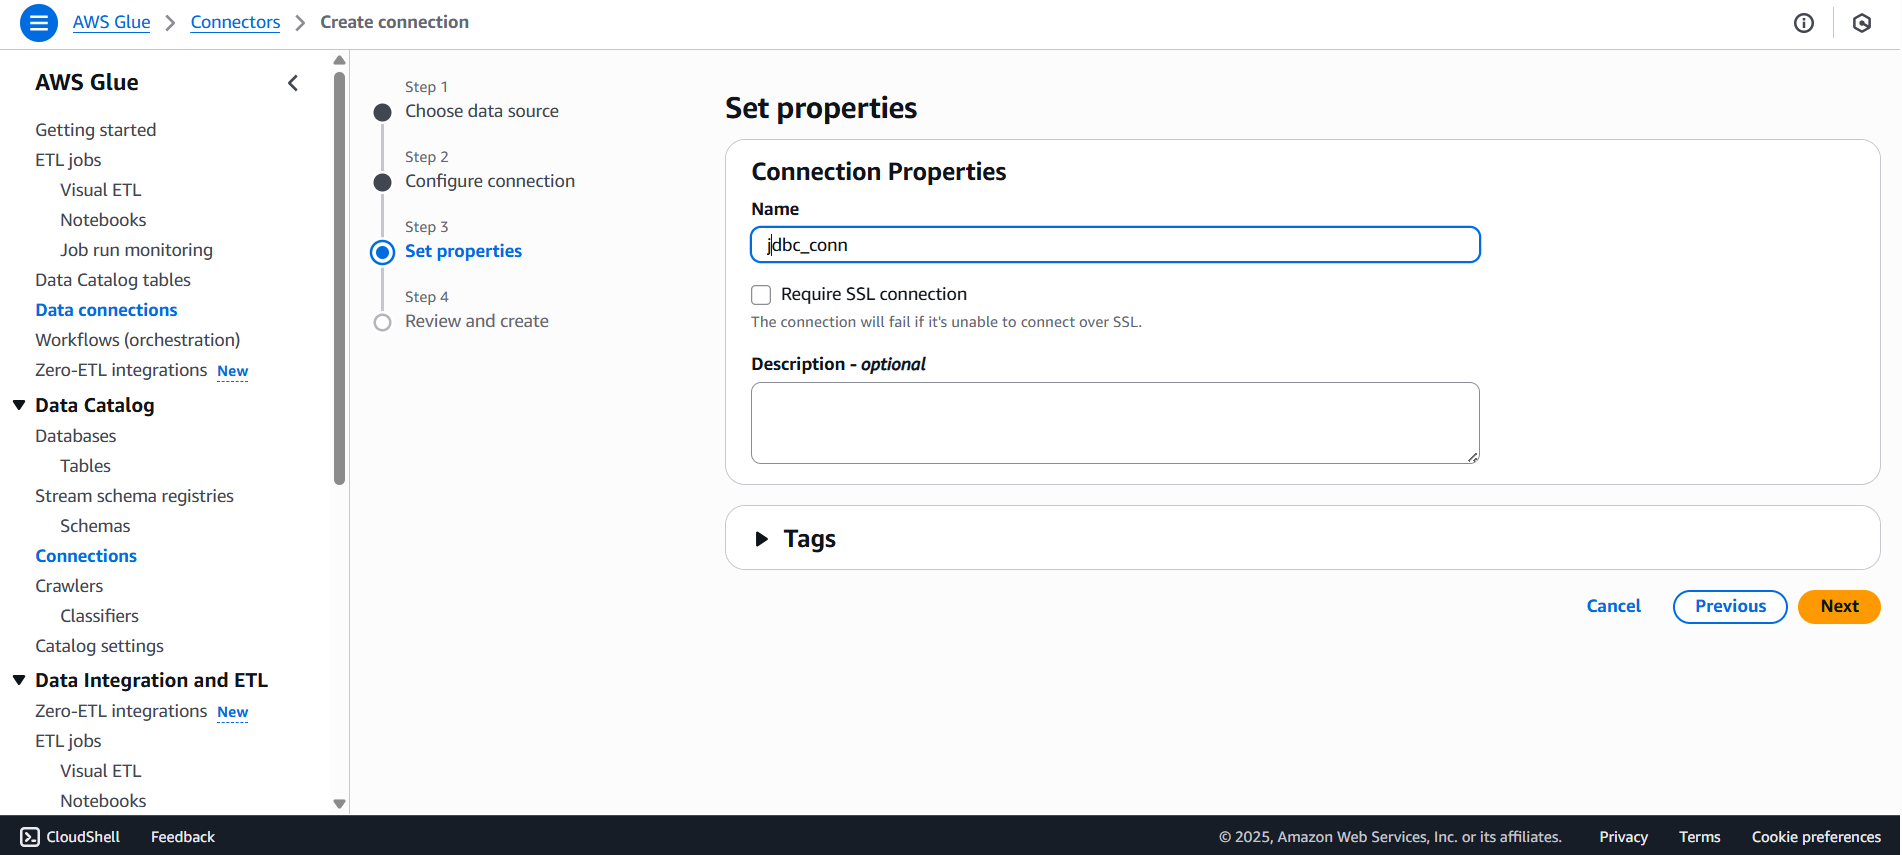 AWS Glue > Connectors > Create connection
AWS Glue
Getting started
ETL jobs
Visual ETL
Notebooks
Job run monitoring
Data Catalog tables
Data connections
Workflows (orchestration)
Zero-ETL integrations New
Data Catalog
Databases
Tables
Stream schema registries
Schemas
Connections
Crawlers
Classifiers
Catalog settings
Data Integration and ETL
Zero-ETL integrations New
ETL jobs
Visual ETL
Notebooks
Step 1
Choose data source
Step 2
Configure connection
Step 3
Set properties
Step 4
Review and create
Set properties
Connection Properties
Name
jdbc_conn
Require SSL connection
The connection will fail if it's unable to connect over SSL.
Description - optional
Tags
Cancel Previous Next
CloudShell Feedback © 2025, Amazon Web Services, Inc. or its affiliates. Privacy Terms Cookie preferences